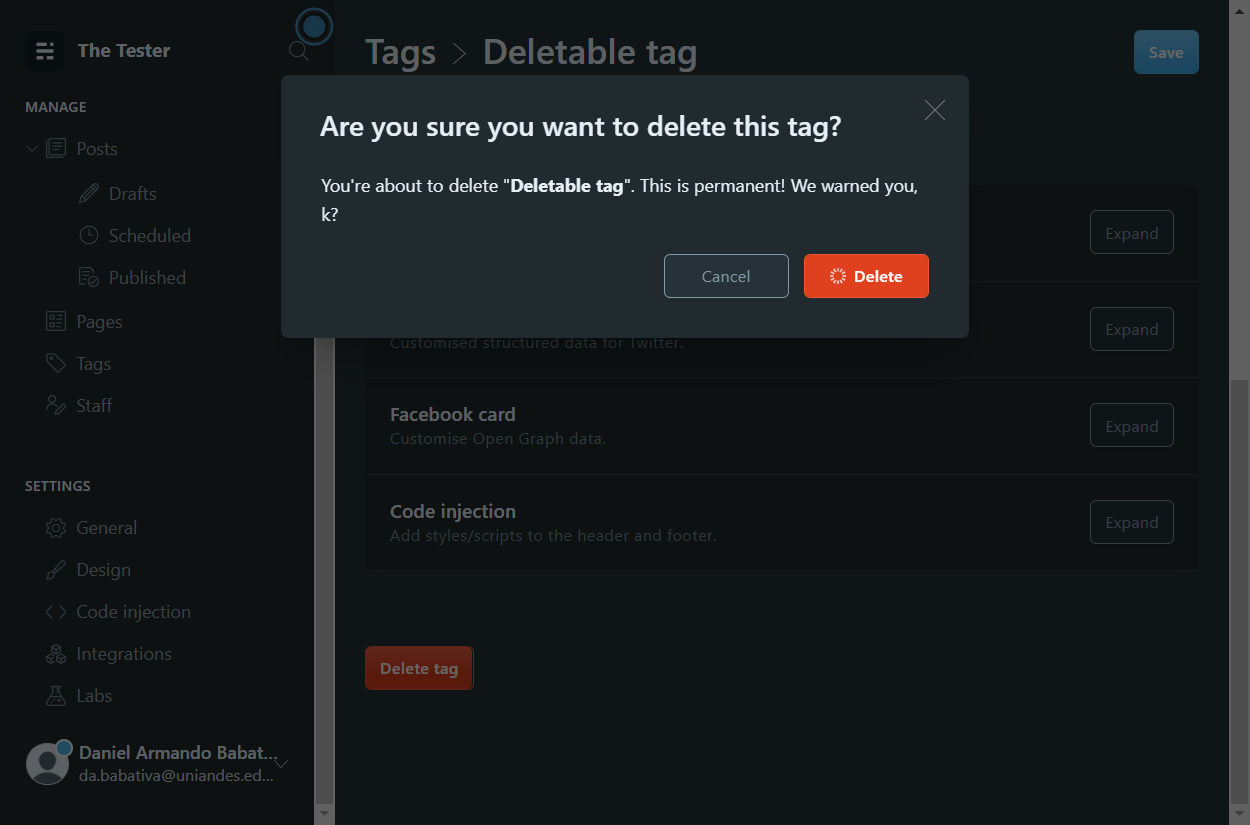 The Tester
MANAGE
Posts
Drafts
Scheduled
Published
Pages
Tags
Staff
SETTINGS
General
Design
Code injection
Integrations
Labs
Daniel Armando Babat...
da.babativa@uniandes.ed...
Tags > Deletable tag
Save
Are you sure you want to delete this tag?
You're about to delete "Deletable tag". This is permanent! We warned you,
k?
Cancel
Delete
Expand
Customised structured data for Twitter.
Expand
Facebook card
Customise Open Graph data.
Expand
Code injection
Add styles/scripts to the header and footer.
Expand
Delete tag